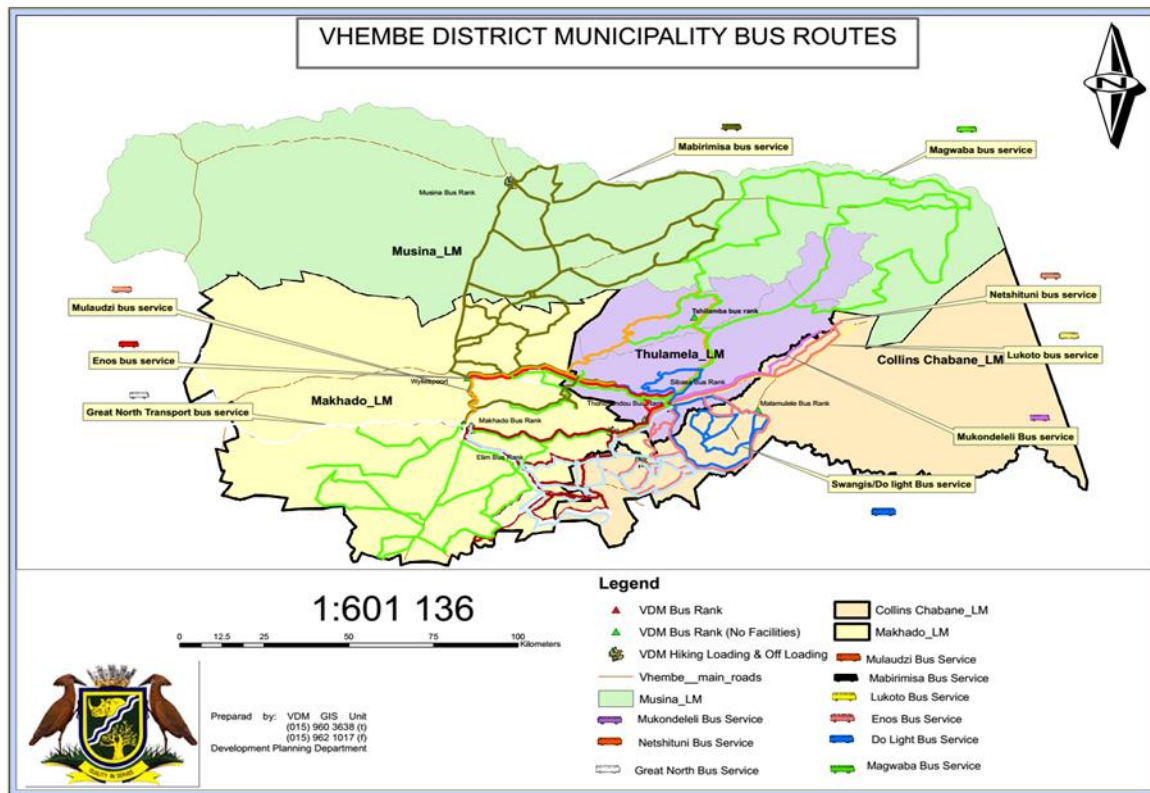 VHEMBE DISTRICT MUNICIPALITY BUS ROUTES
N
Mabirimisa bus service
Magwaba bus service
Musina Bus Rank
Musina_LM
Mulaudzi bus service
Netshituni bus service
Tshilamba bus rank
Enos bus service
Thulamela_LM
Collins Chabane_LM
Lukoto bus service
Sibasa Bus Rank
Wyliespoort
Makhado_LM
Great North Transport bus service
Thohoyandou Bus Rank
Malamulele Bus Rank
Makhado Bus Rank
Mukondeleli Bus service
Elim Bus Rank
Swangis/Do light Bus service
1:601 136
0 12.5 25 50 75 100
Kilometers
Preparad by: VDM GIS Unit
(015) 960 3638 (t)
(015) 962 1017 (f)
Development Planning Department
QUALITY IN SERVICE
Legend
VDM Bus Rank
VDM Bus Rank (No Facilities)
VDM Hiking Loading & Off Loading
Vhembe__main_roads
Musina_LM
Mukondeleli Bus Service
Netshituni Bus Service
Great North Bus Service
Collins Chabane_LM
Makhado_LM
Mulaudzi Bus Service
Mabirimisa Bus Service
Lukoto Bus Service
Enos Bus Service
Do Light Bus Service
Magwaba Bus Service